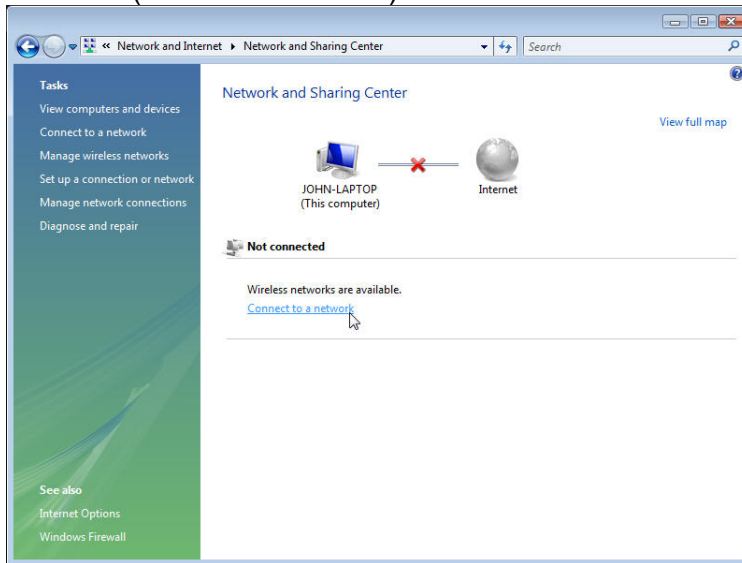 « Network and Internet ▸ Network and Sharing Center
Search
Tasks
View computers and devices
Connect to a network
Manage wireless networks
Set up a connection or network
Manage network connections
Diagnose and repair
See also
Internet Options
Windows Firewall
Network and Sharing Center
View full map
JOHN-LAPTOP
(This computer)
Internet
Not connected
Wireless networks are available.
Connect to a network